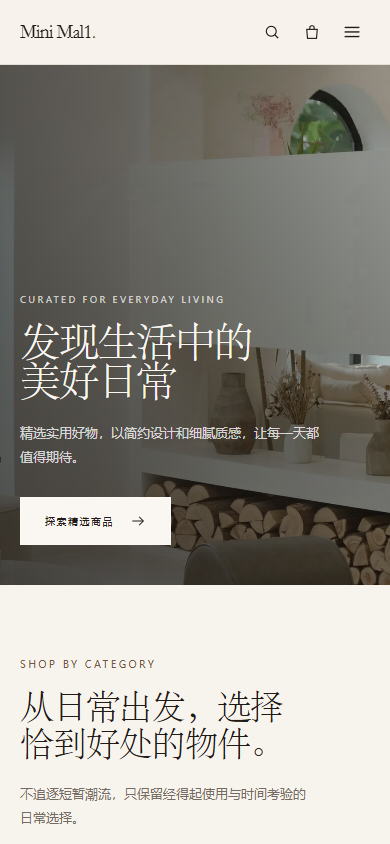 Mini Mal1.
CURATED FOR EVERYDAY LIVING
发现生活中的
美好日常
精选实用好物，以简约设计和细腻质感，让每一天都
值得期待。
探索精选商品 →
SHOP BY CATEGORY
从日常出发，选择
恰到好处的物件。
不追逐短暂潮流，只保留经得起使用与时间考验的
日常选择。